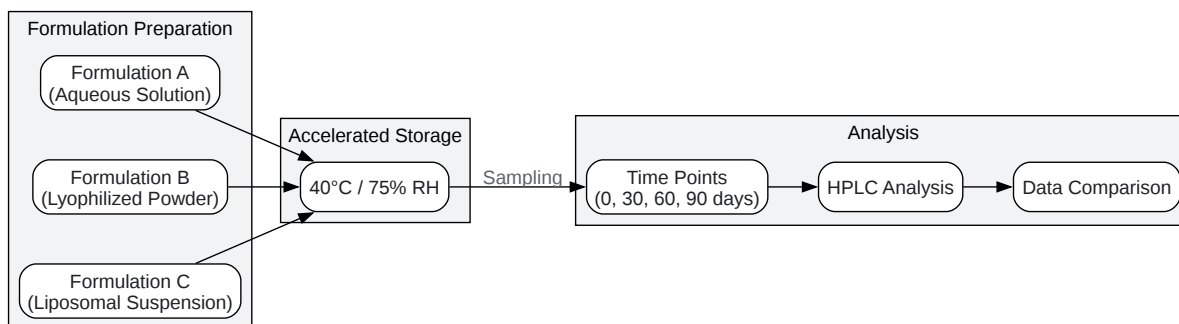 Formulation Preparation
Formulation A
(Aqueous Solution)
Formulation B
(Lyophilized Powder)
Formulation C
(Liposomal Suspension)
Accelerated Storage
40°C / 75% RH
Sampling
Analysis
Time Points
(0, 30, 60, 90 days)
HPLC Analysis
Data Comparison